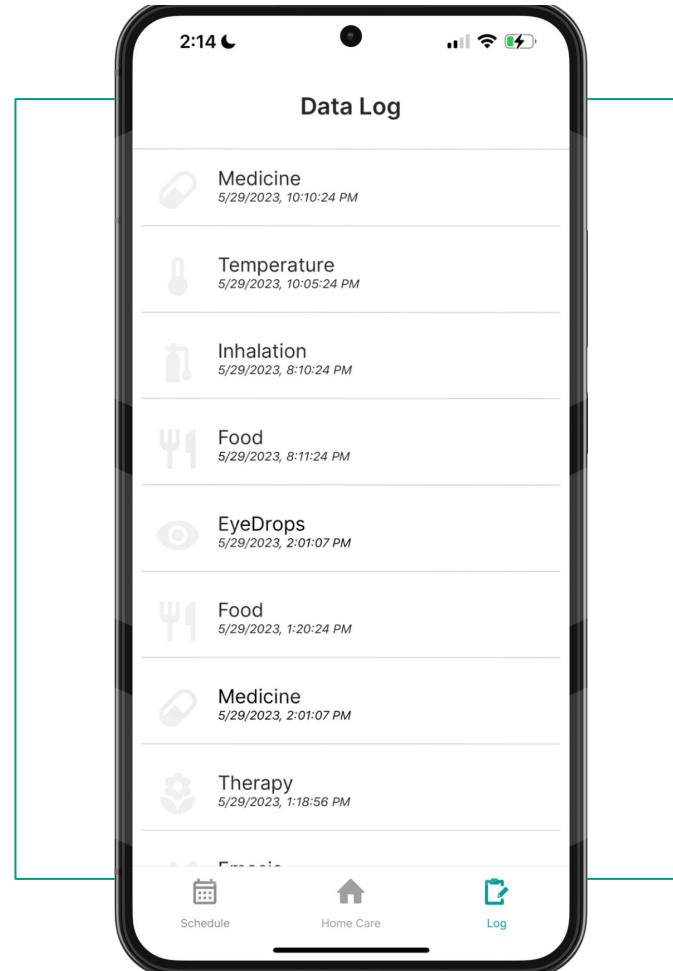 2:14
Data Log
Medicine
5/29/2023, 10:10:24 PM
Temperature
5/29/2023, 10:05:24 PM
Inhalation
5/29/2023, 8:10:24 PM
Food
5/29/2023, 8:11:24 PM
EyeDrops
5/29/2023, 2:01:07 PM
Food
5/29/2023, 1:20:24 PM
Medicine
5/29/2023, 2:01:07 PM
Therapy
5/29/2023, 1:18:56 PM
Schedule
Home Care
Log